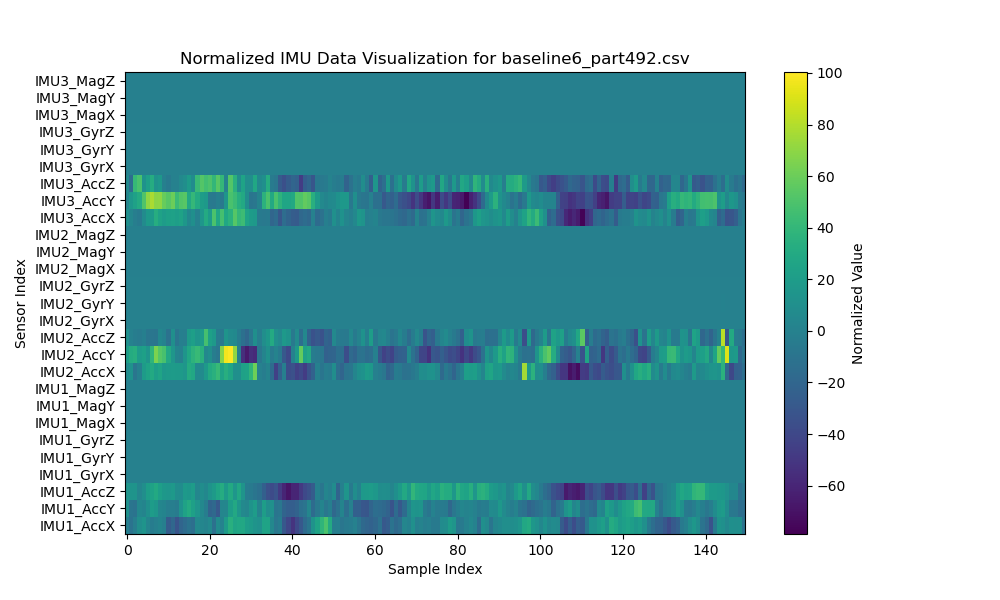 Normalized IMU Data Visualization for baseline6_part492.csv
IMU3_MagZ
IMU3_MagY
IMU3_MagX
IMU3_GyrZ
IMU3_GyrY
IMU3_GyrX
IMU3_AccZ
IMU3_AccY
IMU3_AccX
IMU2_MagZ
IMU2_MagY
IMU2_MagX
IMU2_GyrZ
IMU2_GyrY
IMU2_GyrX
IMU2_AccZ
IMU2_AccY
IMU2_AccX
IMU1_MagZ
IMU1_MagY
IMU1_MagX
IMU1_GyrZ
IMU1_GyrY
IMU1_GyrX
IMU1_AccZ
IMU1_AccY
IMU1_AccX
Sensor Index
0 20 40 60 80 100 120 140
Sample Index
100
80
60
40
20
0
−20
−40
−60
Normalized Value